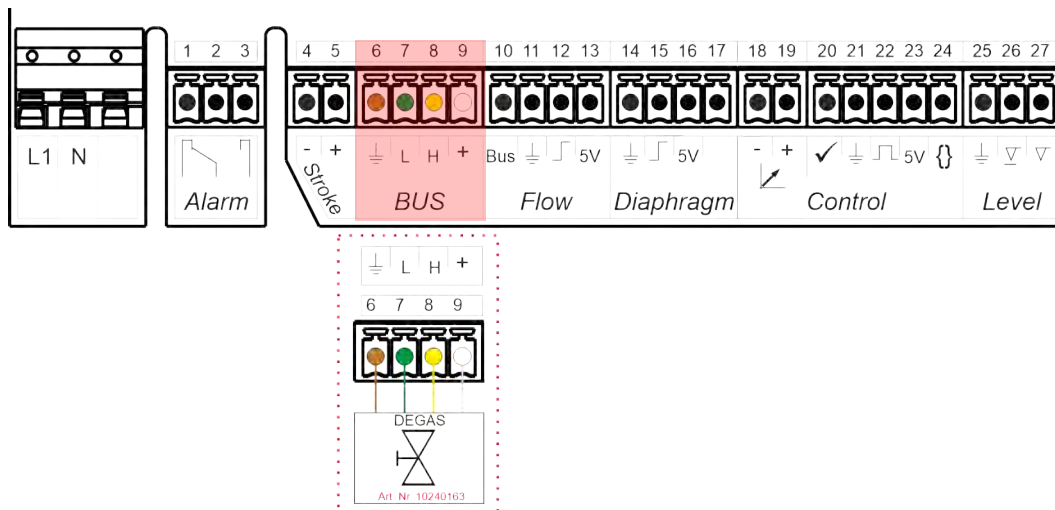 1 2 3 4 5 6 7 8 9 10 11 12 13 14 15 16 17 18 19 20 21 22 23 24 25 26 27
L1 N - + L H + Bus 5V 5V - + ✓ 5V {}
Alarm Stroke BUS Flow Diaphragm Control Level
L H +
6 7 8 9
DEGAS
Art. Nr. 10240163